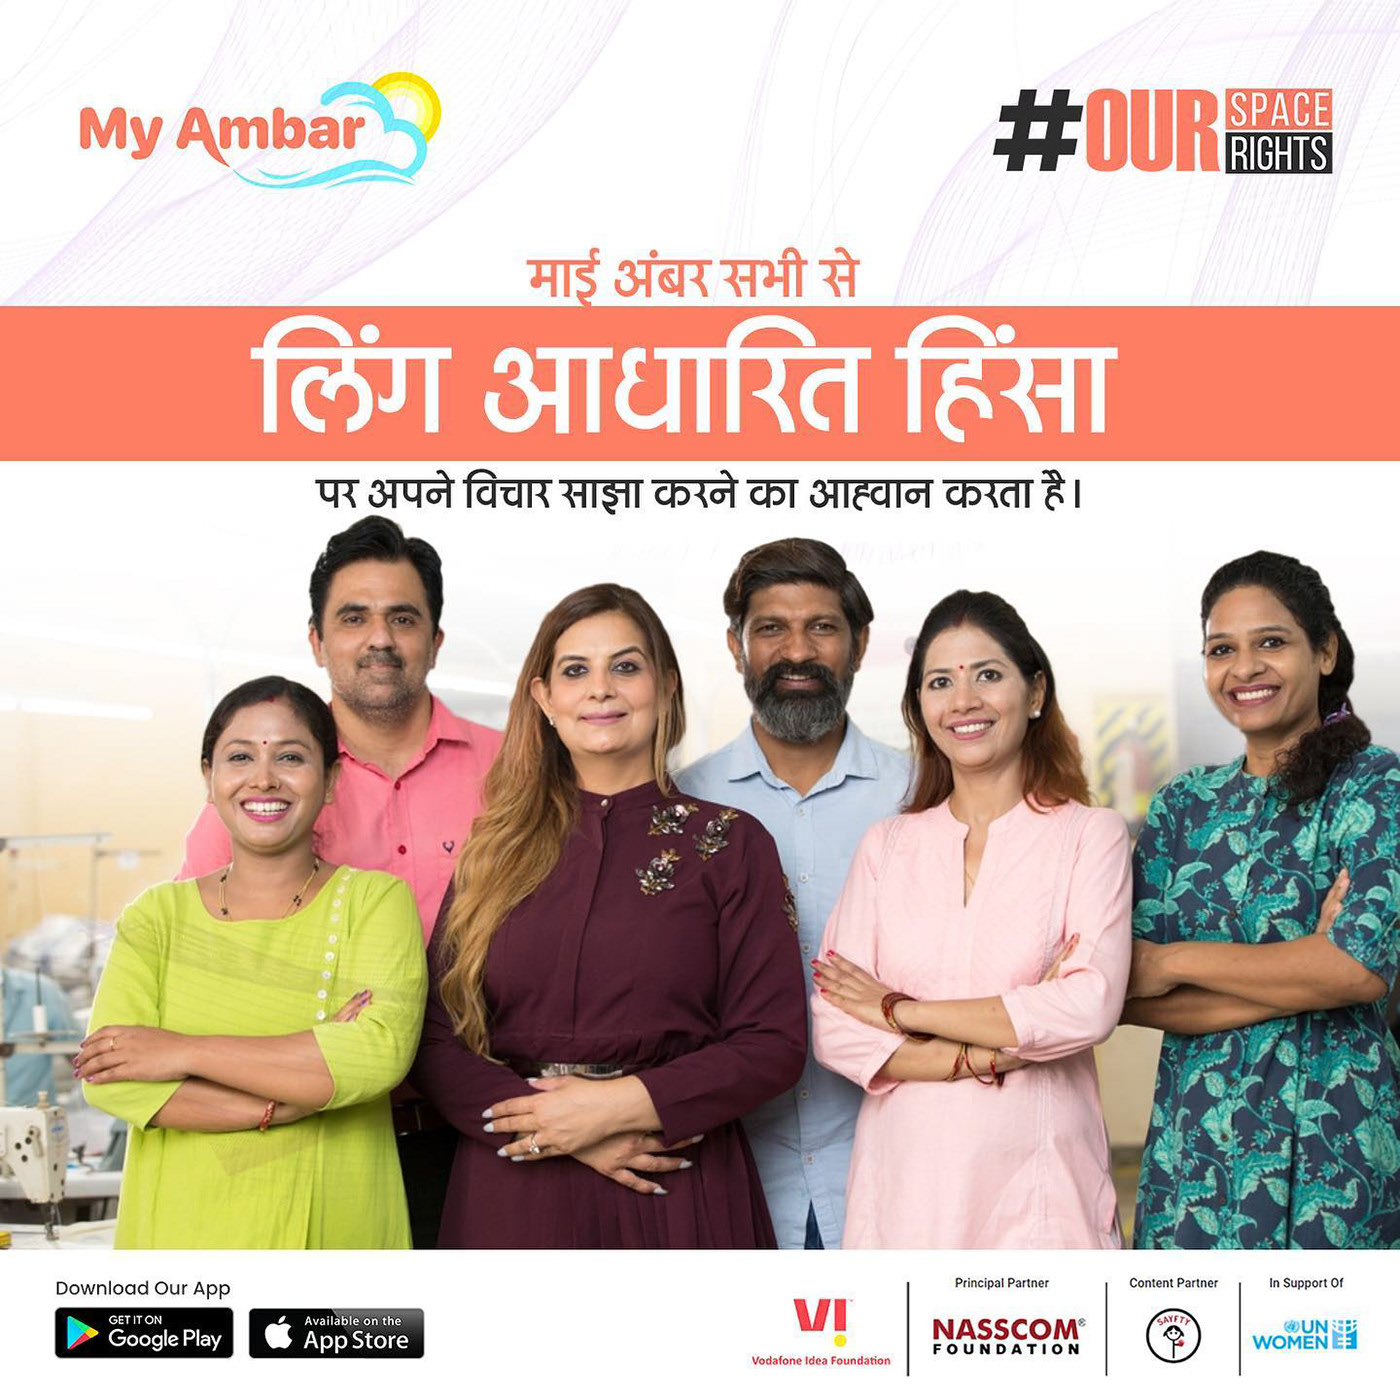 My Ambar
#OUR SPACE RIGHTS
माई अंबर सभी से
लिंग आधारित हिंसा
पर अपने विचार साझा करने का आह्वान करता है।
Download Our App
GET IT ON
Google Play
Available on the
App Store
VI
Vodafone Idea Foundation
Principal Partner
NASSCOM®
FOUNDATION
Content Partner
SAYFTY
In Support Of
UN
WOMEN